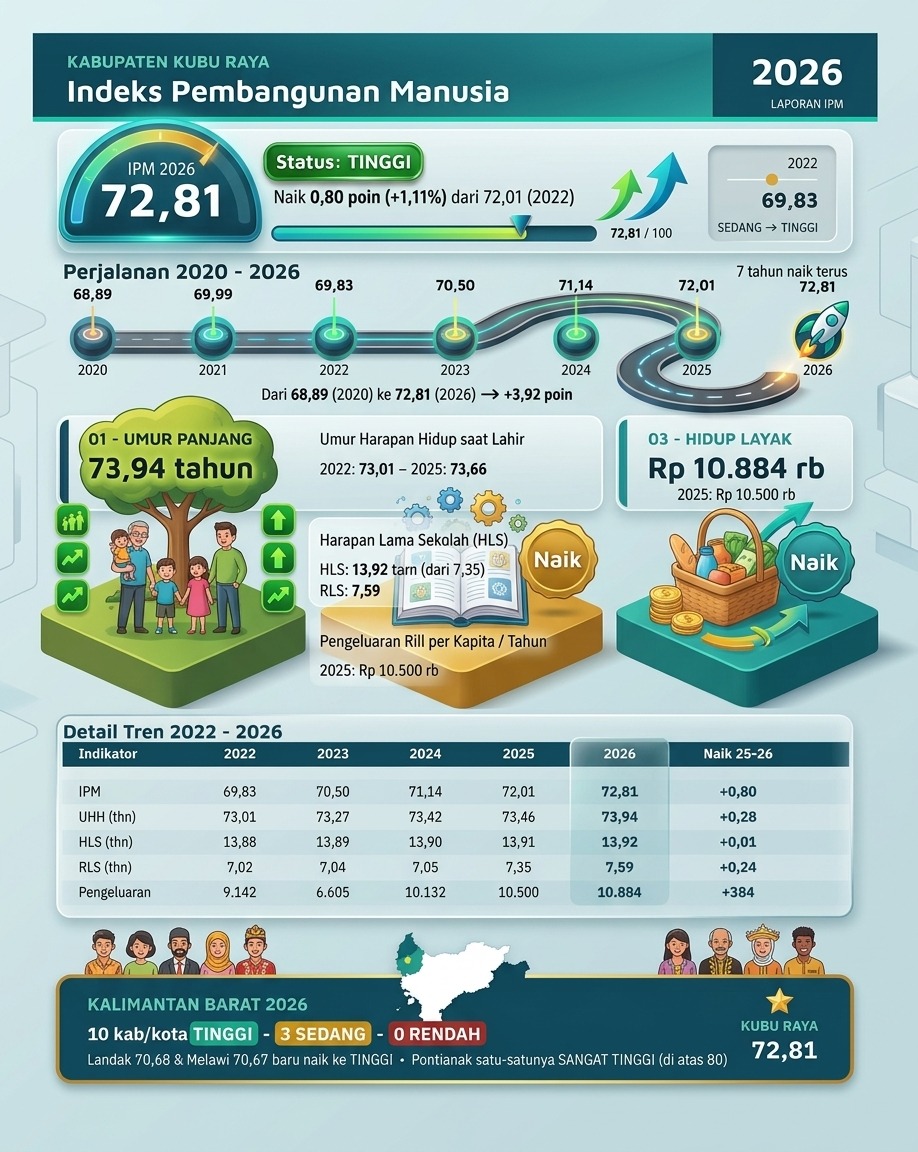 KABUPATEN KUBU RAYA
Indeks Pembangunan Manusia
2026
LAPORAN IPM
IPM 2026
72,81
Status: TINGGI
Naik 0,80 poin (+1,11%) dari 72,01 (2022)
72,81 / 100
2022
69,83
SEDANG → TINGGI
Perjalanan 2020 - 2026
7 tahun naik terus
68,89 69,99 69,83 70,50 71,14 72,01 72,81
2020 2021 2022 2023 2024 2025 2026
Dari 68,89 (2020) ke 72,81 (2026) → +3,92 poin
01 - UMUR PANJANG
73,94 tahun
Umur Harapan Hidup saat Lahir
2022: 73,01 – 2025: 73,66
03 - HIDUP LAYAK
Rp 10.884 rb
2025: Rp 10.500 rb
Harapan Lama Sekolah (HLS)
HLS: 13,92 tarn (dari 7,35)
RLS: 7,59
Naik
Naik
Pengeluaran Rill per Kapita / Tahun
2025: Rp 10.500 rb
Detail Tren 2022 - 2026
Indikator 2022 2023 2024 2025 2026 Naik 25-26
IPM 69,83 70,50 71,14 72,01 72,81 +0,80
UHH (thn) 73,01 73,27 73,42 73,46 73,94 +0,28
HLS (thn) 13,88 13,89 13,90 13,91 13,92 +0,01
RLS (thn) 7,02 7,04 7,05 7,35 7,59 +0,24
Pengeluaran 9.142 6.605 10.132 10.500 10.884 +384
KALIMANTAN BARAT 2026
10 kab/kota TINGGI - 3 SEDANG - 0 RENDAH
Landak 70,68 & Melawi 70,67 baru naik ke TINGGI • Pontianak satu-satunya SANGAT TINGGI (di atas 80)
KUBU RAYA
72,81